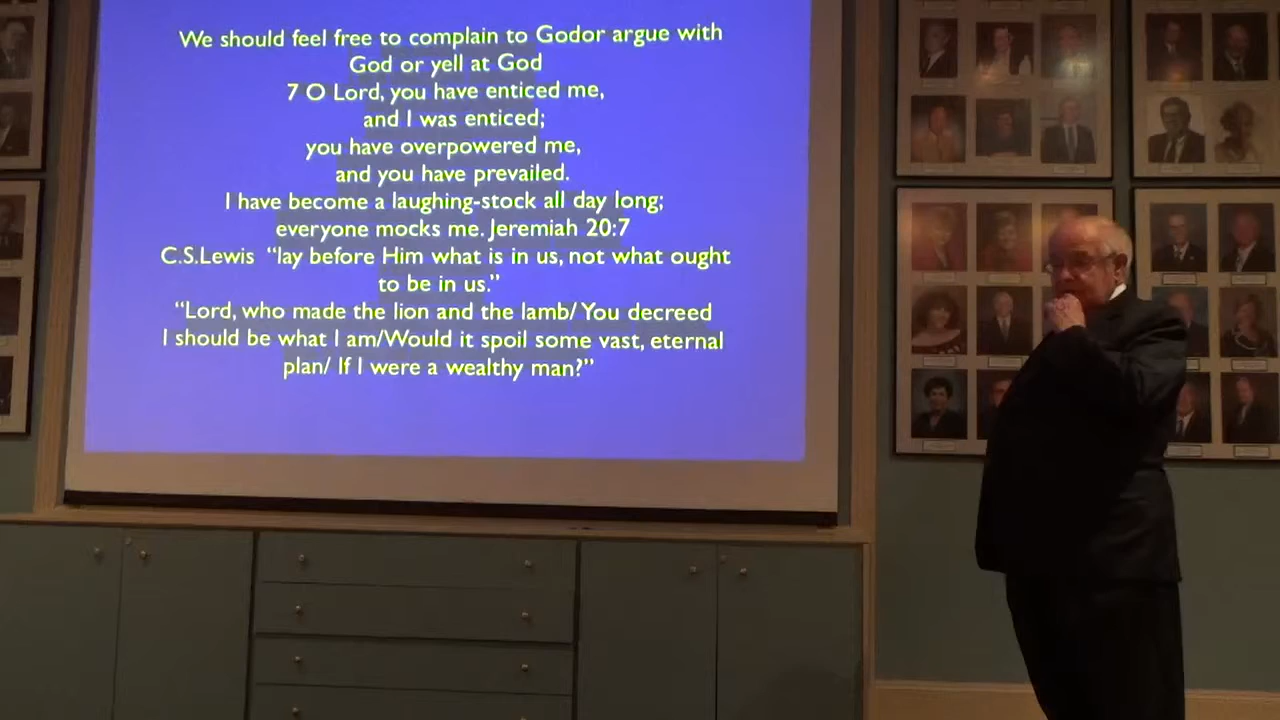 We should feel free to complain to Godor argue with
God or yell at God
7 O Lord, you have enticed me,
and I was enticed;
you have overpowered me,
and you have prevailed.
I have become a laughing-stock all day long;
everyone mocks me. Jeremiah 20:7
C.S.Lewis “lay before Him what is in us, not what ought
to be in us.”
“Lord, who made the lion and the lamb/ You decreed
I should be what I am/Would it spoil some vast, eternal
plan/ If I were a wealthy man?”